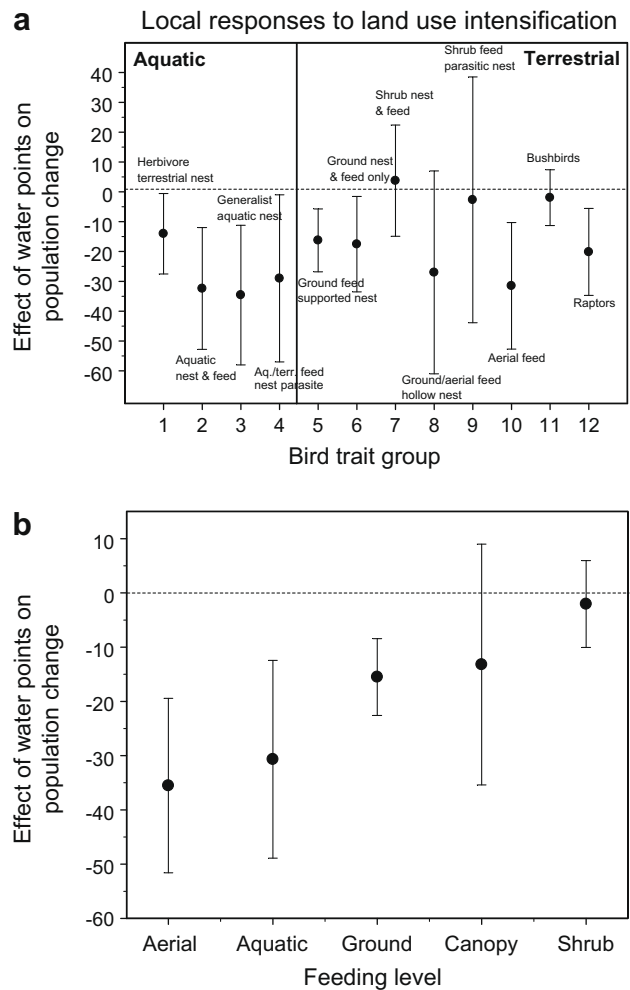 a
Local responses to land use intensification
Aquatic
Terrestrial
Shrub feed
parasitic nest
Shrub nest
& feed
Herbivore
terrestrial nest
Ground nest
& feed only
Bushbirds
Generalist
aquatic nest
Ground feed
supported nest
Raptors
Aquatic
nest & feed
Aq./terr. feed
nest parasite
Aerial feed
Ground/aerial feed
hollow nest
40
30
20
10
0
-10
-20
-30
-40
-50
-60
Effect of water points on
population change
1 2 3 4 5 6 7 8 9 10 11 12
Bird trait group
b
10
0
-10
-20
-30
-40
-50
-60
Effect of water points on
population change
Aerial Aquatic Ground Canopy Shrub
Feeding level